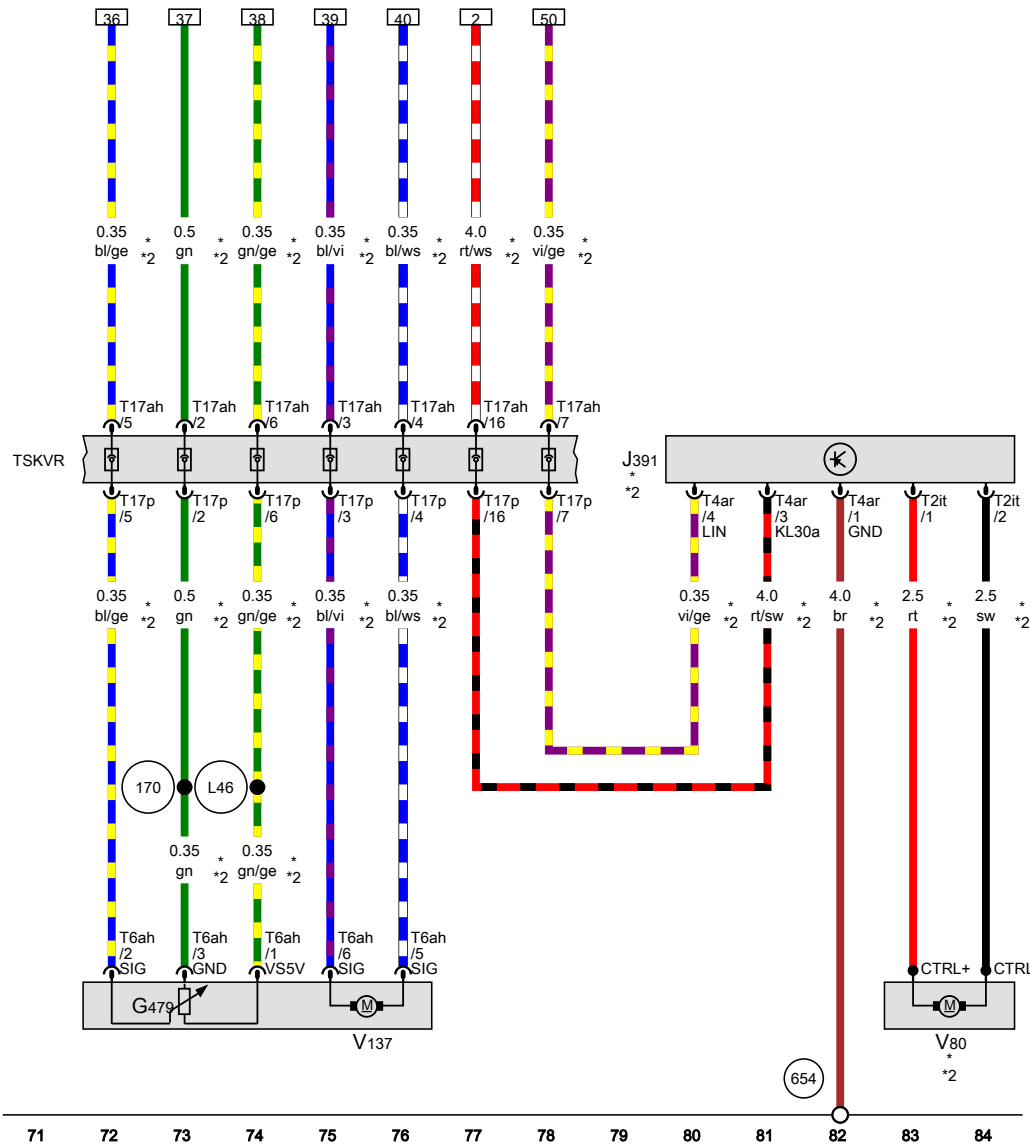 36 37 38 39 40 2 50
0.35 0.5 0.35 0.35 0.35 4.0 0.35
bl/ge * *2 gn * *2 gn/ge * *2 bl/vi * *2 bl/ws * *2 rt/ws * *2 vi/ge * *2
T17ah T17ah T17ah T17ah T17ah T17ah T17ah
/5 /2 /6 /3 /4 /16 /7
TSKVR J391
*
*2
T17p T17p T17p T17p T17p T17p T17p T4ar T4ar T4ar T2it T2it
/5 /2 /6 /3 /4 /16 /7 /4 /3 /1 /1 /2
LIN KL30a GND
0.35 0.5 0.35 0.35 0.35 0.35 4.0 4.0 2.5 2.5
bl/ge * *2 gn * *2 gn/ge * *2 bl/vi * *2 bl/ws * *2 vi/ge * *2 rt/sw * *2 br * *2 rt * *2 sw * *2
170 L46
0.35 0.35
gn * *2 gn/ge * *2
T6ah T6ah T6ah T6ah T6ah
/2 /3 /1 /6 /5
SIG GND VS5V SIG SIG CTRL+ CTRL
G479 M M
V137 V80
*
*2
654
71 72 73 74 75 76 77 78 79 80 81 82 83 84